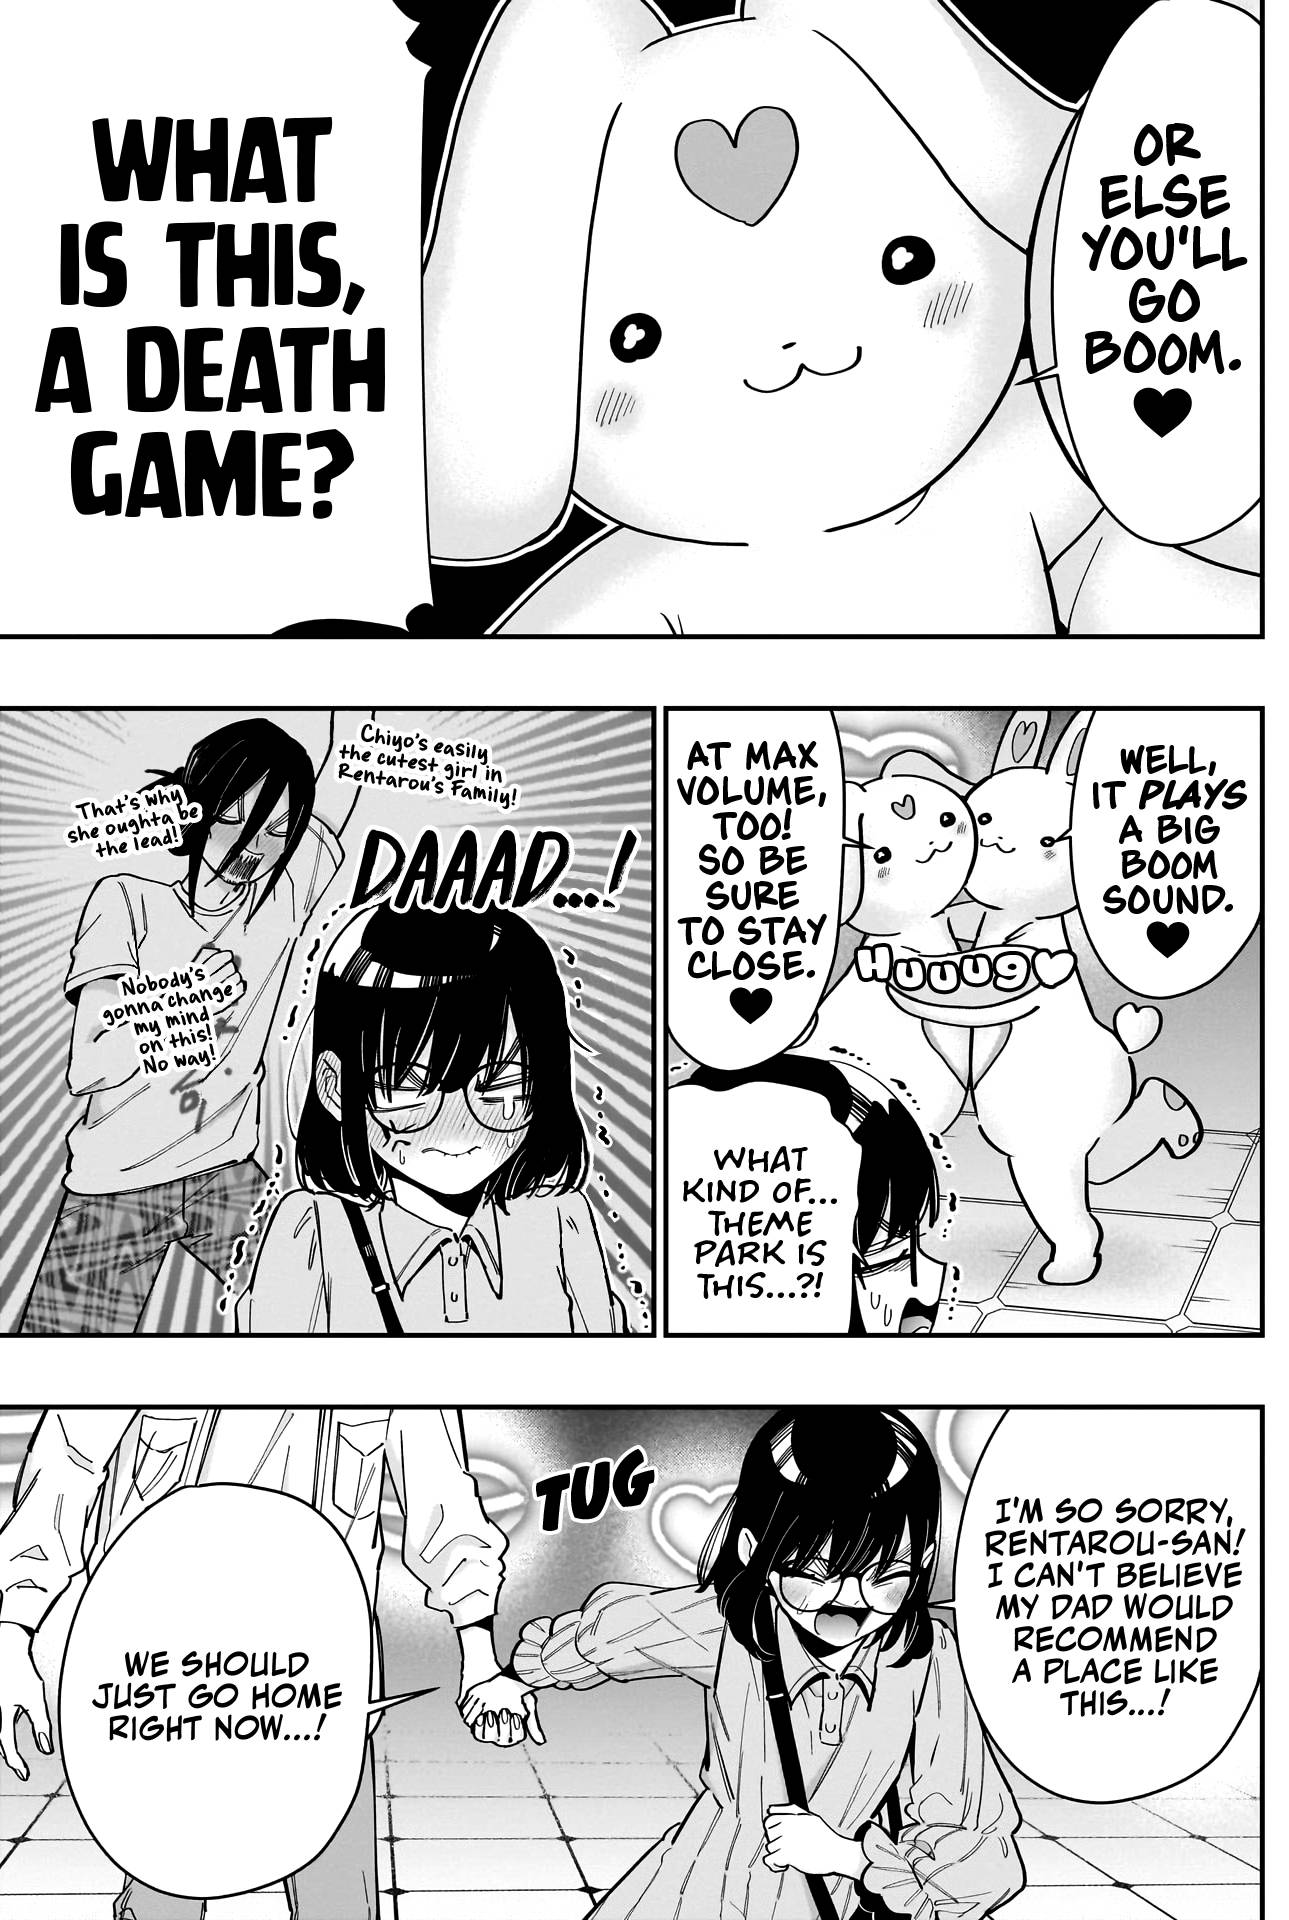 OR
ELSE
YOU'LL
GO
BOOM.
♥
WHAT
IS THIS,
A DEATH
GAME?
WELL,
IT PLAYS
A BIG
BOOM
SOUND.
♥
AT MAX
VOLUME,
TOO!
SO BE
SURE
TO STAY
CLOSE.
♥
Huuug♡
WHAT
KIND OF...
THEME
PARK IS
THIS...?!
Chiyo's easily
the cutest girl in
Rentarou's Family!
That's why
she oughta be
the lead!
DAAAD...!
Nobody's
gonna change
my mind
on this!
No way!
I'M SO SORRY,
RENTAROU-SAN!
I CAN'T BELIEVE
MY DAD WOULD
RECOMMEND
A PLACE LIKE
THIS...!
TUG
WE SHOULD
JUST GO HOME
RIGHT NOW...!